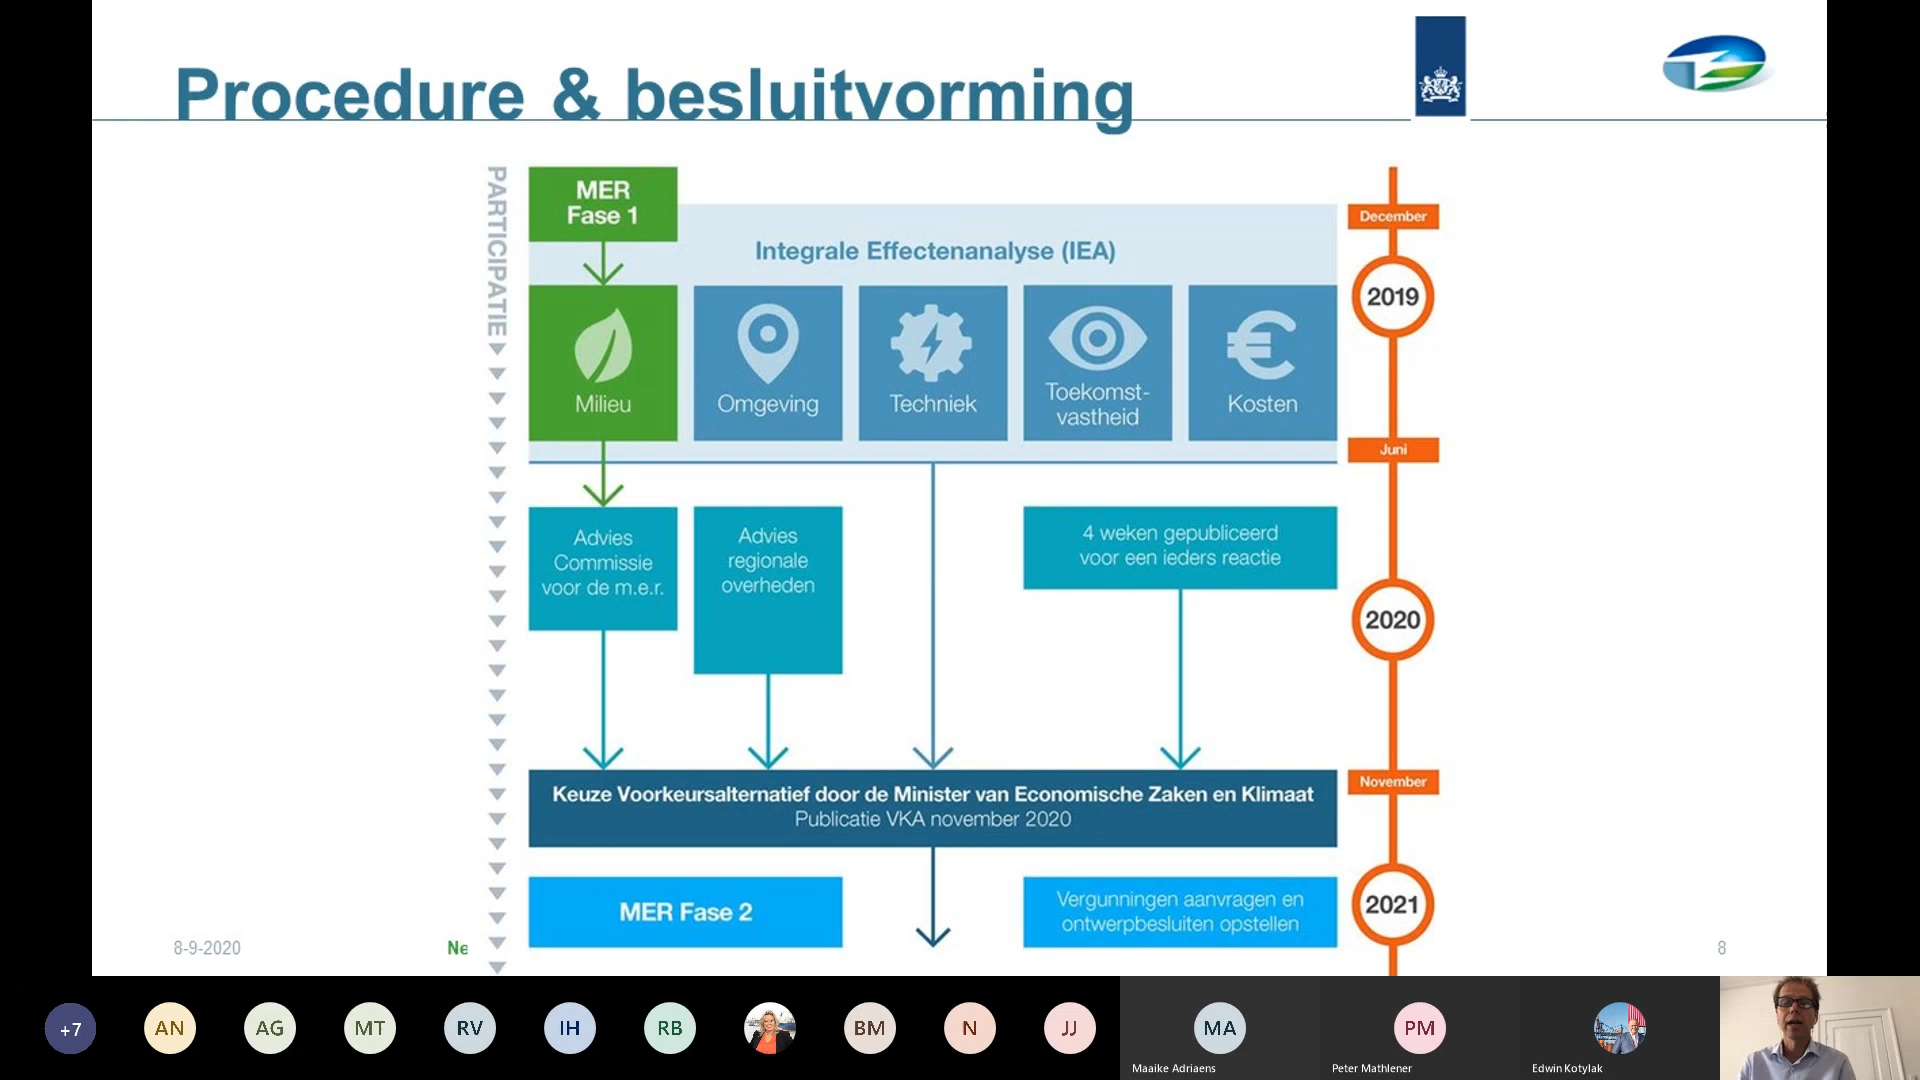 Procedure & besluitvorming
PARTICIPATIE
MER
Fase 1
Integrale Effectenanalyse (IEA)
Milieu
Omgeving
Techniek
Toekomst-
vastheid
Kosten
Advies
Commissie
voor de m.e.r.
Advies
regionale
overheden
4 weken gepubliceerd
voor een ieders reactie
Keuze Voorkeursalternatief door de Minister van Economische Zaken en Klimaat
Publicatie VKA november 2020
MER Fase 2
Vergunningen aanvragen en
ontwerpbesluiten opstellen
December
2019
Juni
2020
November
2021
8-9-2020
Ne
8
+7
AN
AG
MT
RV
IH
RB
BM
N
JJ
MA
Maaike Adriaens
PM
Peter Mathlener
Edwin Kotylak